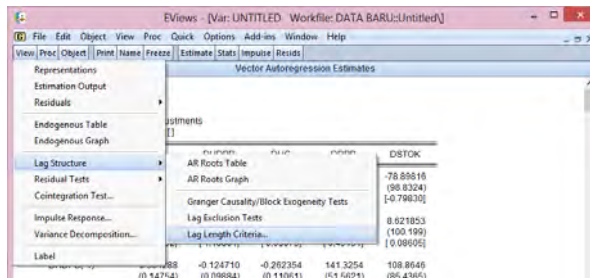 EViews - [Var: UNTITLED Workfile: DATA BARU::Untitled\]
File Edit Object View Proc Quick Options Add-ins Window Help
View Proc Object Print Name Freeze Estimate Stats Impulse Resids
Vector Autoregression Estimates
Representations
Estimation Output
Residuals
Endogenous Table
Endogenous Graph
Lag Structure
Residual Tests
Cointegration Test...
Impulse Response...
Variance Decomposition...
Label
AR Roots Table
AR Roots Graph
Granger Causality/Block Exogeneity Tests
Lag Exclusion Tests
Lag Length Criteria...
ustments
DSTOK
-78.89816
(98.8324)
[-0.79830]
8.621853
(100.199)
[ 0.08605]
-0.124710 -0.262354 141.3254 108.8646
(0.14754) (0.09884) (0.11061) (51.5621) (85.4365)